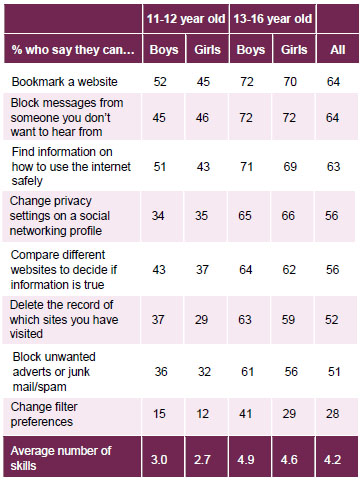 11-12 year old 13-16 year old
% who say they can… Boys Girls Boys Girls All
Bookmark a website 52 45 72 70 64
Block messages from
someone you don’t 45 46 72 72 64
want to hear from
Find information on
how to use the internet 51 43 71 69 63
safely
Change privacy
settings on a social 34 35 65 66 56
networking profile
Compare different
websites to decide if 43 37 64 62 56
information is true
Delete the record of
which sites you have 37 29 63 59 52
visited
Block unwanted
adverts or junk 36 32 61 56 51
mail/spam
Change filter 15 12 41 29 28
preferences
Average number of 3.0 2.7 4.9 4.6 4.2
skills